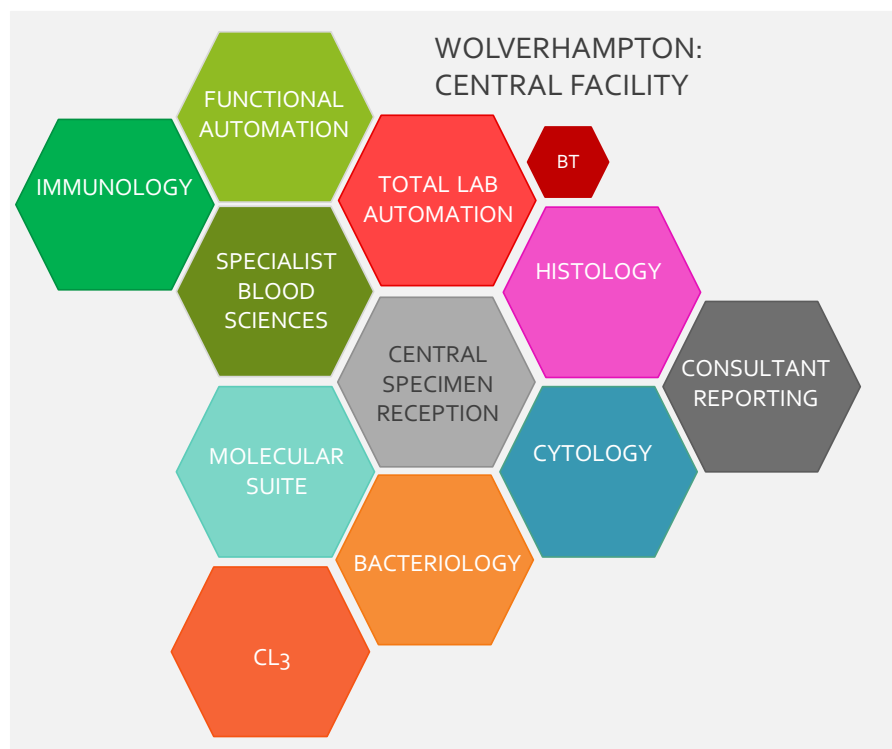 WOLVERHAMPTON:
CENTRAL FACILITY
FUNCTIONAL
AUTOMATION
IMMUNOLOGY
TOTAL LAB
AUTOMATION
BT
SPECIALIST
BLOOD
SCIENCES
HISTOLOGY
CENTRAL
SPECIMEN
RECEPTION
CONSULTANT
REPORTING
MOLECULAR
SUITE
CYTOLOGY
BACTERIOLOGY
CL3